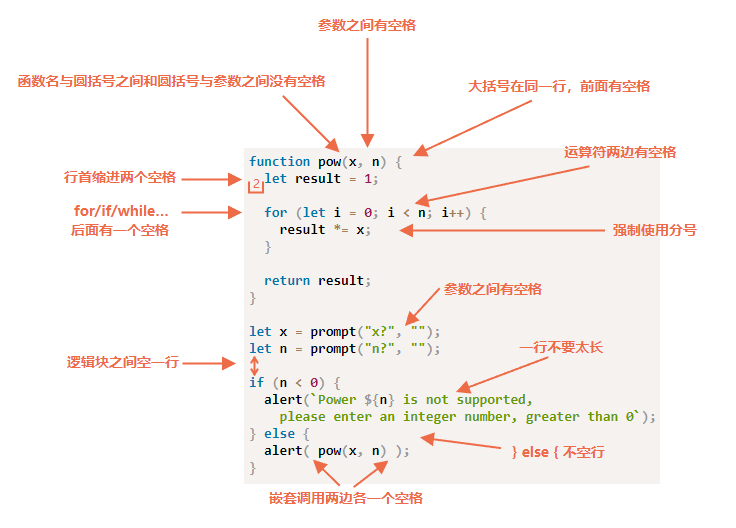 参数之间有空格
函数名与圆括号之间和圆括号与参数之间没有空格
大括号在同一行，前面有空格
function pow(x, n) {
运算符两边有空格
行首缩进两个空格
2
let result = 1;
for/if/while…
后面有一个空格
for (let i = 0; i < n; i++) {
result *= x;
强制使用分号
}
return result;
}
参数之间有空格
let x = prompt("x?", "");
let n = prompt("n?", "");
一行不要太长
逻辑块之间空一行
if (n < 0) {
alert(`Power ${n} is not supported,
please enter an integer number, greater than 0`);
} else {
} else { 不空行
alert( pow(x, n) );
}
嵌套调用两边各一个空格